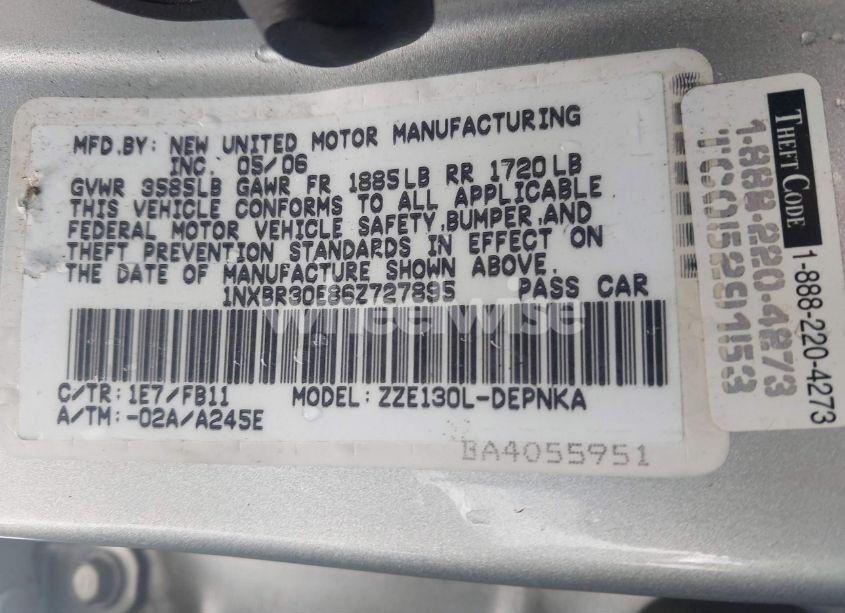 MFD.BY: NEW UNITED MOTOR MANUFACTURING
INC. 05/06
GVWR 3585LB GAWR FR 1885LB RR 1720LB
THIS VEHICLE CONFORMS TO ALL APPLICABLE
FEDERAL MOTOR VEHICLE SAFETY,BUMPER,AND
THEFT PREVENTION STANDARDS IN EFFECT ON
THE DATE OF MANUFACTURE SHOWN ABOVE.
1NXBR30E86Z727895 PASS CAR
wheelwise
C/TR: 1E7/FB11 MODEL: ZZE130L-DEPNKA
A/TM: -02A/A245E
BA4055951
THEFT CODE
1-888-220-4273
1-888-220-4273